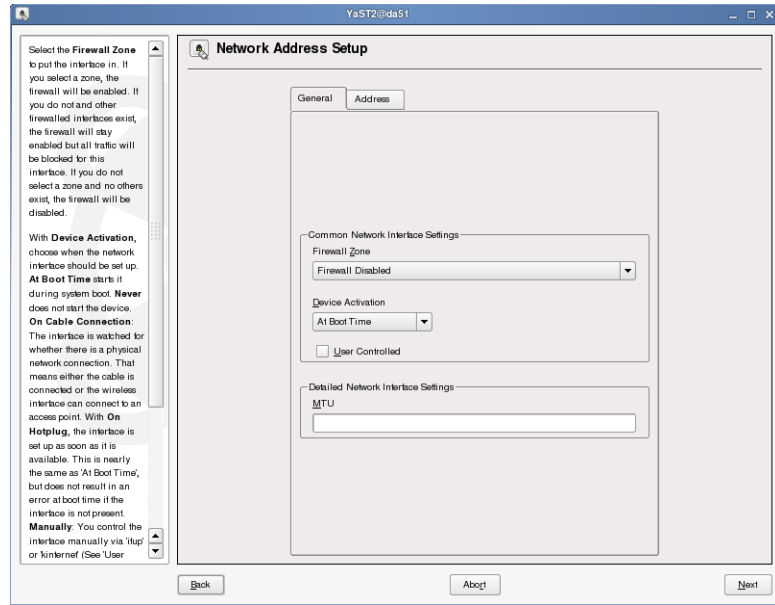 YaST2@da51
Select the Firewall Zone
to put the interface in. If
you select a zone, the
firewall will be enabled. If
you do not and other
firewalled interfaces exist,
the firewall will stay
enabled but all traffic will
be blocked for this
interface. If you do not
select a zone and no others
exist, the firewall will be
disabled.
With Device Activation,
choose when the network
interface should be set up.
At Boot Time starts it
during system boot. Never
does not start the device.
On Cable Connection:
The interface is watched for
whether there is a physical
network connection. That
means either the cable is
connected or the wireless
interface can connect to an
access point. With On
Hotplug, the interface is
set up as soon as it is
available. This is nearly
the same as 'At Boot Time',
but does not result in an
error at boot time if the
interface is not present.
Manually: You control the
interface manually via 'ifup'
or 'kinternet' (See 'User
Network Address Setup
General
Address
Common Network Interface Settings
Firewall Zone
Firewall Disabled
Device Activation
At Boot Time
User Controlled
Detailed Network Interface Settings
MTU
Back
Abort
Next